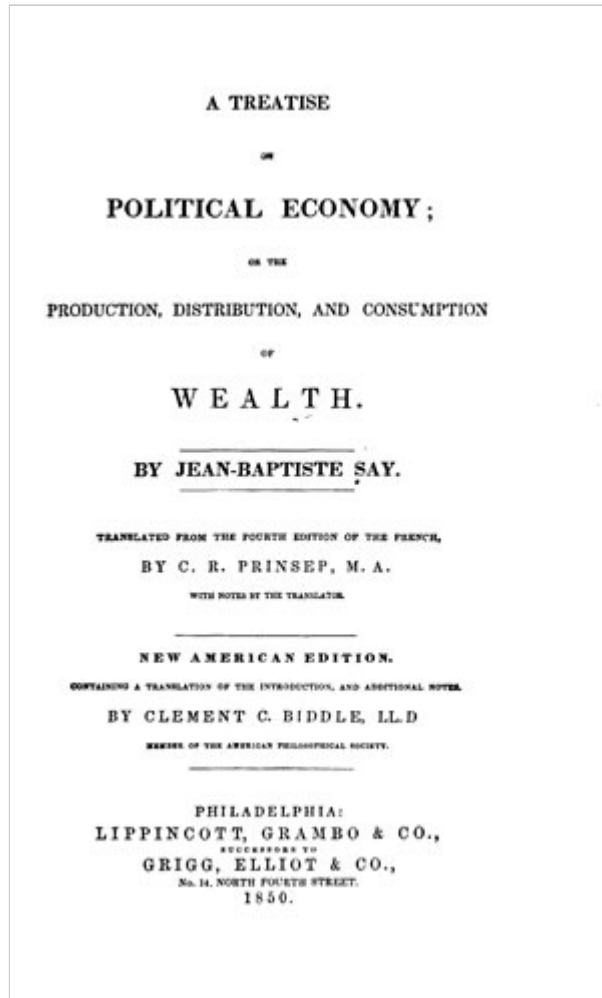 A TREATISE
ON
POLITICAL ECONOMY;
OR THE
PRODUCTION, DISTRIBUTION, AND CONSUMPTION
OF
WEALTH.
BY JEAN-BAPTISTE SAY.
TRANSLATED FROM THE FOURTH EDITION OF THE FRENCH,
BY C. R. PRINSEP, M. A.
WITH NOTES BY THE TRANSLATOR.
NEW AMERICAN EDITION.
CONTAINING A TRANSLATION OF THE INTRODUCTION, AND ADDITIONAL NOTES,
BY CLEMENT C. BIDDLE, LL.D
MEMBER OF THE AMERICAN PHILOSOPHICAL SOCIETY.
PHILADELPHIA:
LIPPINCOTT, GRAMBO & CO.,
SUCCESSORS TO
GRIGG, ELLIOT & CO.,
No. 14, NORTH FOURTH STREET.
1850.